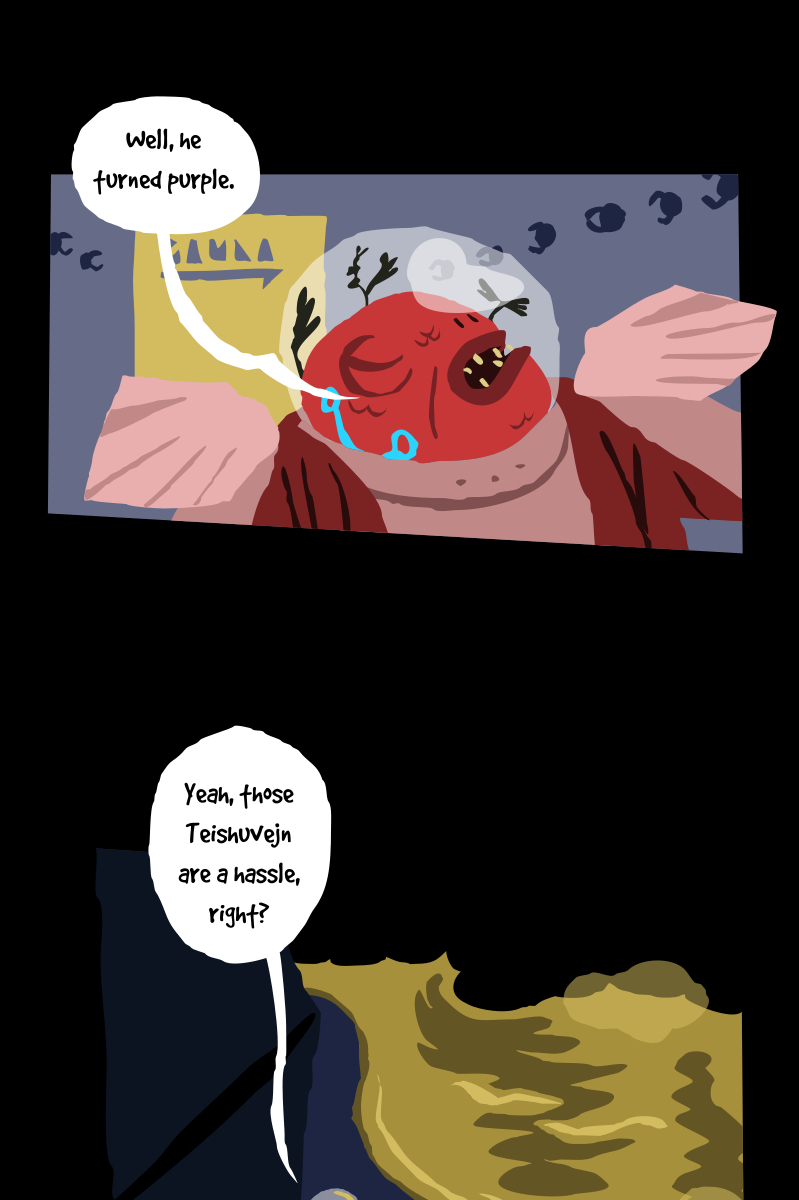 Well, he
turned purple.
Yeah, those
Teishuvejn
are a hassle,
right?